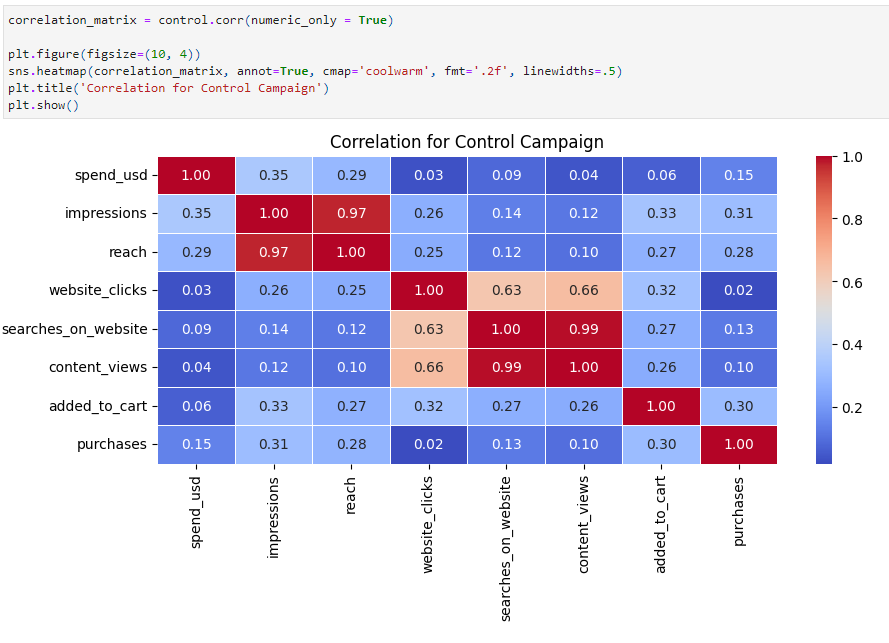 correlation_matrix = control.corr(numeric_only = True)
plt.figure(figsize=(10, 4))
sns.heatmap(correlation_matrix, annot=True, cmap='coolwarm', fmt='.2f', linewidths=.5)
plt.title('Correlation for Control Campaign')
plt.show()
Correlation for Control Campaign
spend_usd 1.00 0.35 0.29 0.03 0.09 0.04 0.06 0.15
impressions 0.35 1.00 0.97 0.26 0.14 0.12 0.33 0.31
reach 0.29 0.97 1.00 0.25 0.12 0.10 0.27 0.28
website_clicks 0.03 0.26 0.25 1.00 0.63 0.66 0.32 0.02
searches_on_website 0.09 0.14 0.12 0.63 1.00 0.99 0.27 0.13
content_views 0.04 0.12 0.10 0.66 0.99 1.00 0.26 0.10
added_to_cart 0.06 0.33 0.27 0.32 0.27 0.26 1.00 0.30
purchases 0.15 0.31 0.28 0.02 0.13 0.10 0.30 1.00
spend_usd
impressions
reach
website_clicks
searches_on_website
content_views
added_to_cart
purchases
1.0
0.8
0.6
0.4
0.2